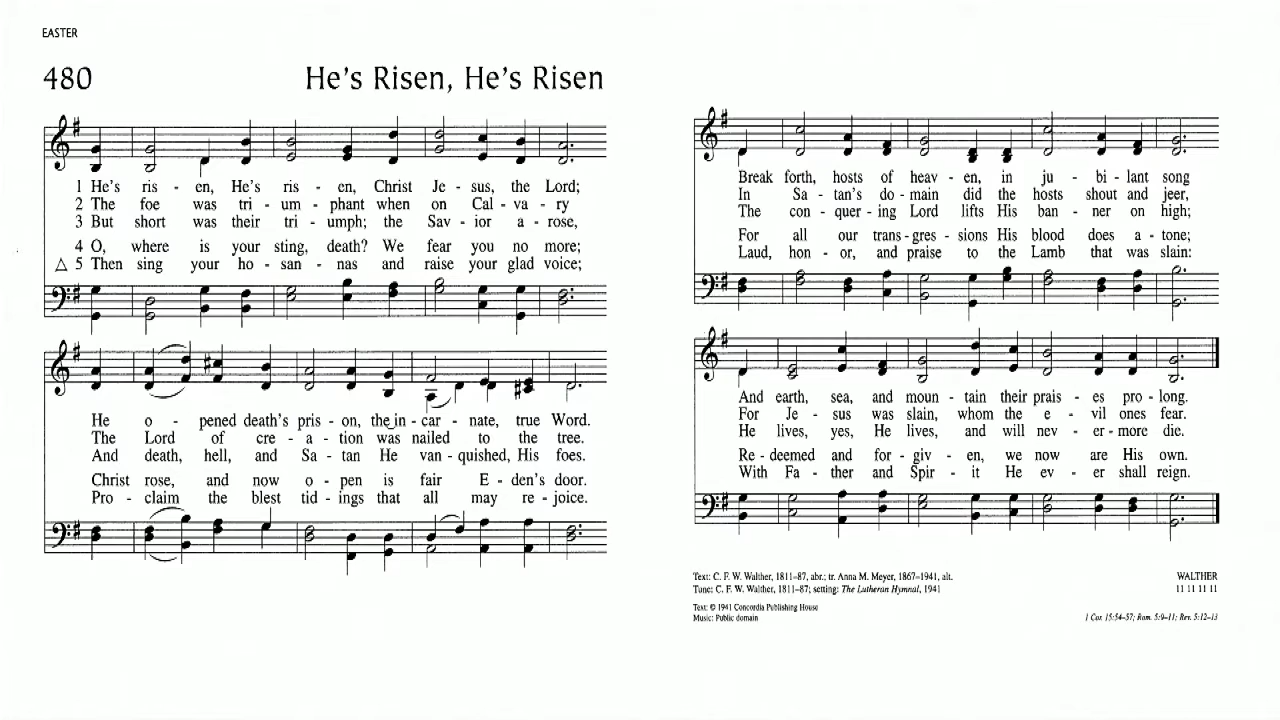 EASTER
480 He's Risen, He's Risen
1 He's ris - en, He's ris - en, Christ Je - sus, the Lord;
2 The foe was tri - um - phant when on Cal - va - ry
3 But short was their tri - umph; the Sav - ior a - rose,
4 O, where is your sting, death? We fear you no more;
△ 5 Then sing your ho - san - nas and raise your glad voice;
He o - pened death's pris - on, the in - car - nate, true Word.
The Lord of cre - a - tion was nailed to the tree.
And death, hell, and Sa - tan He van - quished, His foes.
Christ rose, and now o - pen is fair E - den's door.
Pro - claim the blest tid - ings that all may re - joice.
Break forth, hosts of heav - en, in ju - bi - lant song
In Sa - tan's do - main did the hosts shout and jeer,
The con - quer - ing Lord lifts His ban - ner on high;
For all our trans - gres - sions His blood does a - tone;
Laud, hon - or, and praise to the Lamb that was slain:
And earth, sea, and moun - tain their prais - es pro - long.
For Je - sus was slain, whom the e - vil ones fear.
He lives, yes, He lives, and will nev - er - more die.
Re - deemed and for - giv - en, we now are His own.
With Fa - ther and Spir - it He ev - er shall reign.
Text: C. F. W. Walther, 1811–87, abr.; tr. Anna M. Meyer, 1867–1941, alt.
Tune: C. F. W. Walther, 1811–87; setting: The Lutheran Hymnal, 1941
WALTHER
11 11 11 11
Text: © 1941 Concordia Publishing House
Music: Public domain
1 Cor. 15:54–57; Rom. 5:9–11; Rev. 5:12–13